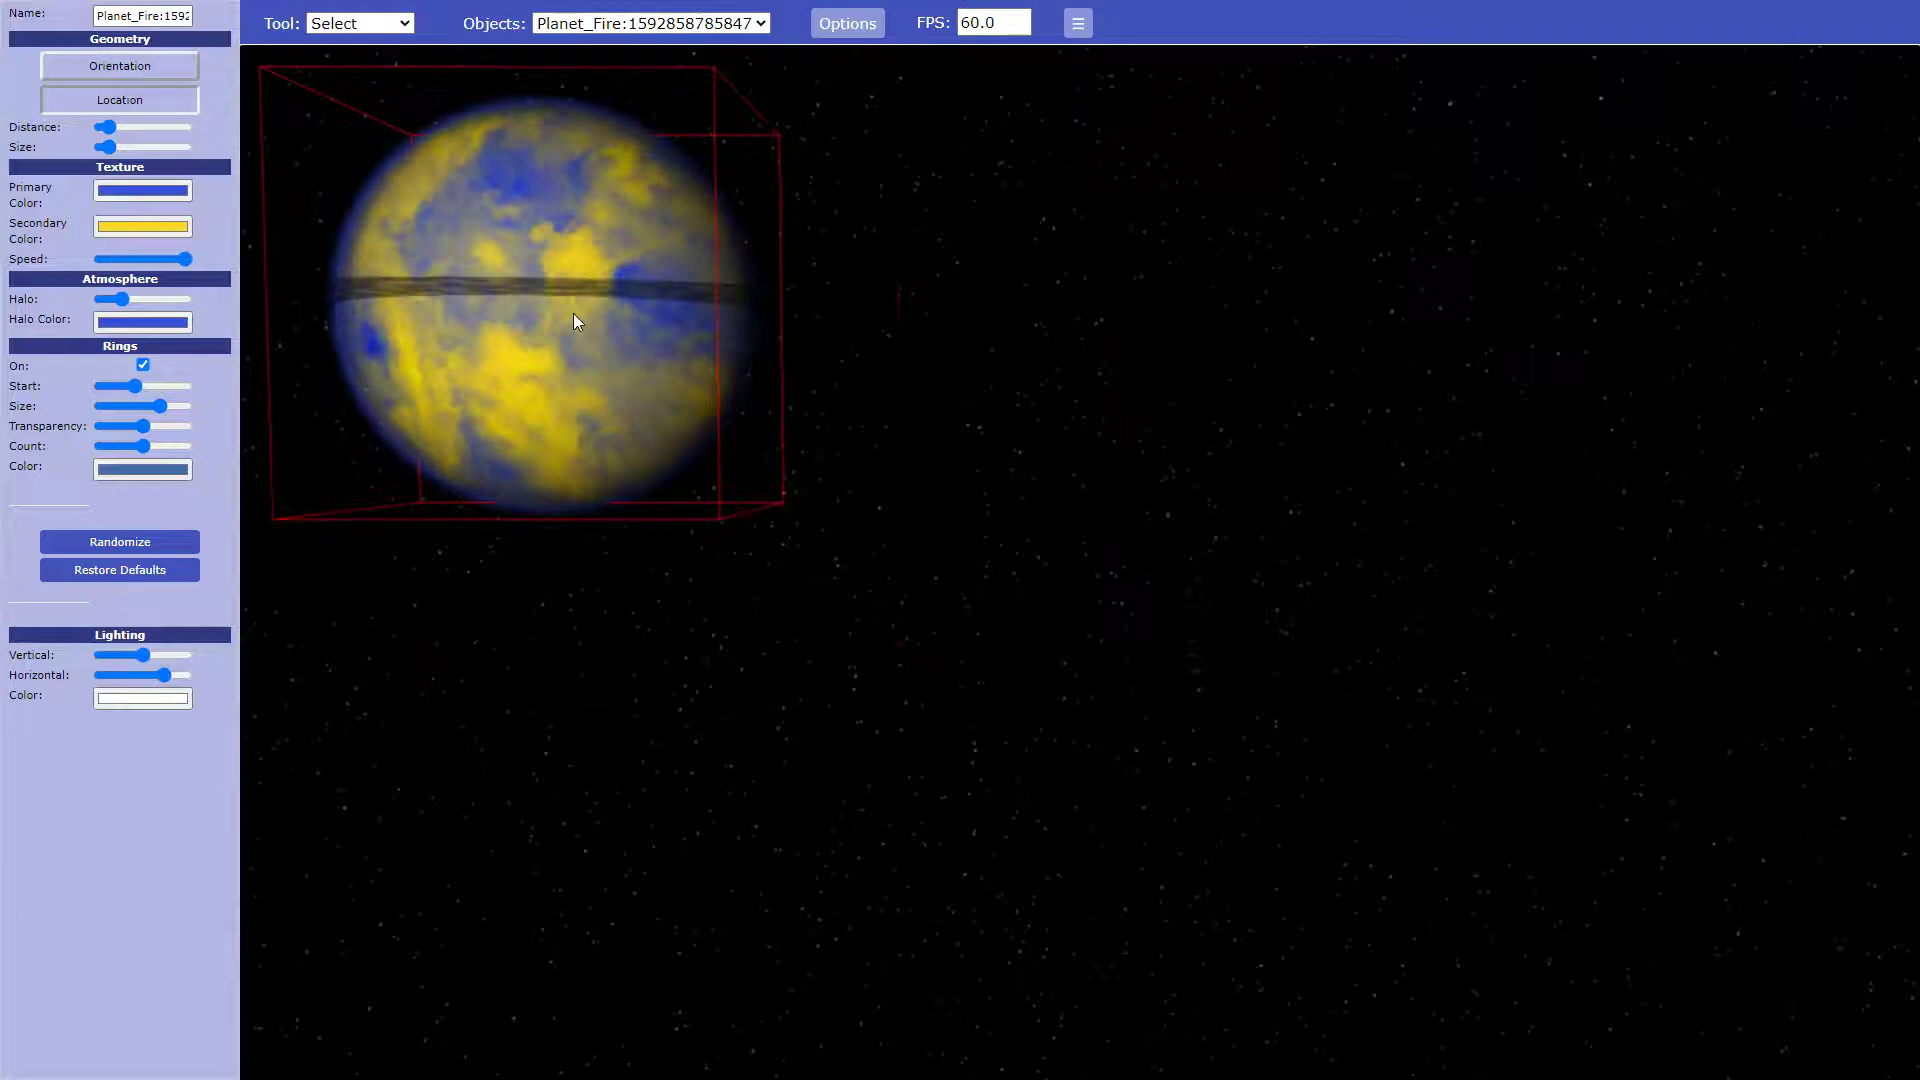 Name: Planet_Fire:1592
Tool: Select Objects: Planet_Fire:1592858785847 Options FPS: 60.0 ☰
Geometry
Orientation
Location
Distance:
Size:
Texture
Primary
Color:
Secondary
Color:
Speed:
Atmosphere
Halo:
Halo Color:
Rings
On:
Start:
Size:
Transparency:
Count:
Color:
Randomize
Restore Defaults
Lighting
Vertical:
Horizontal:
Color: